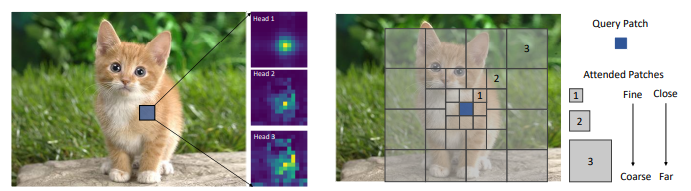 Head 1
Head 2
Head 3
3
2
1
Query Patch
Attended Patches
1
2
3
Fine
Close
Coarse
Far